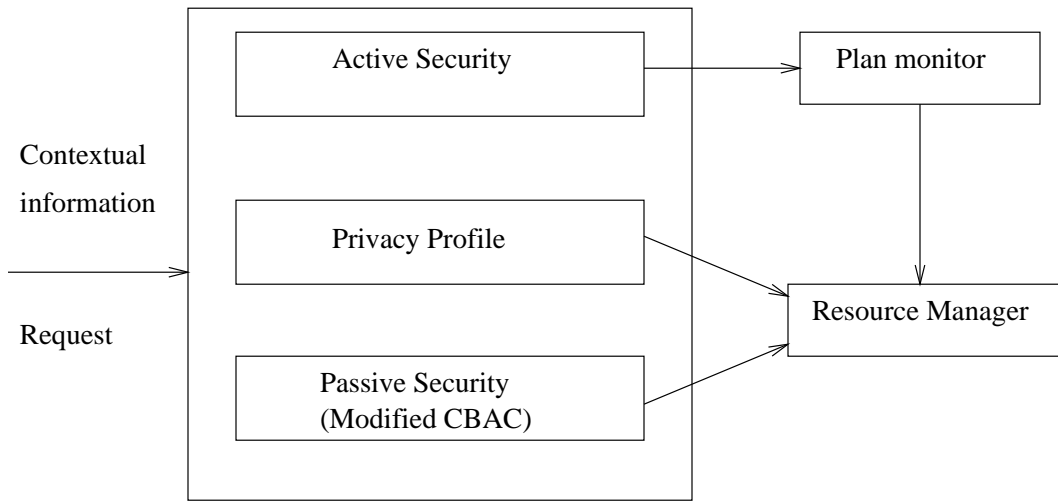 Active Security
Plan monitor
Contextual
information
Privacy Profile
Resource Manager
Request
Passive Security
(Modified CBAC)